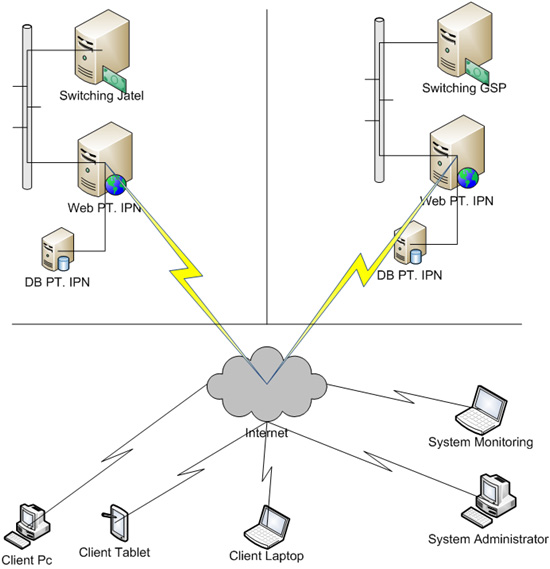 Switching Jatel
Switching GSP
Web PT. IPN
Web PT. IPN
DB PT. IPN
DB PT. IPN
Internet
System Monitoring
Client Pc
Client Tablet
Client Laptop
System Administrator